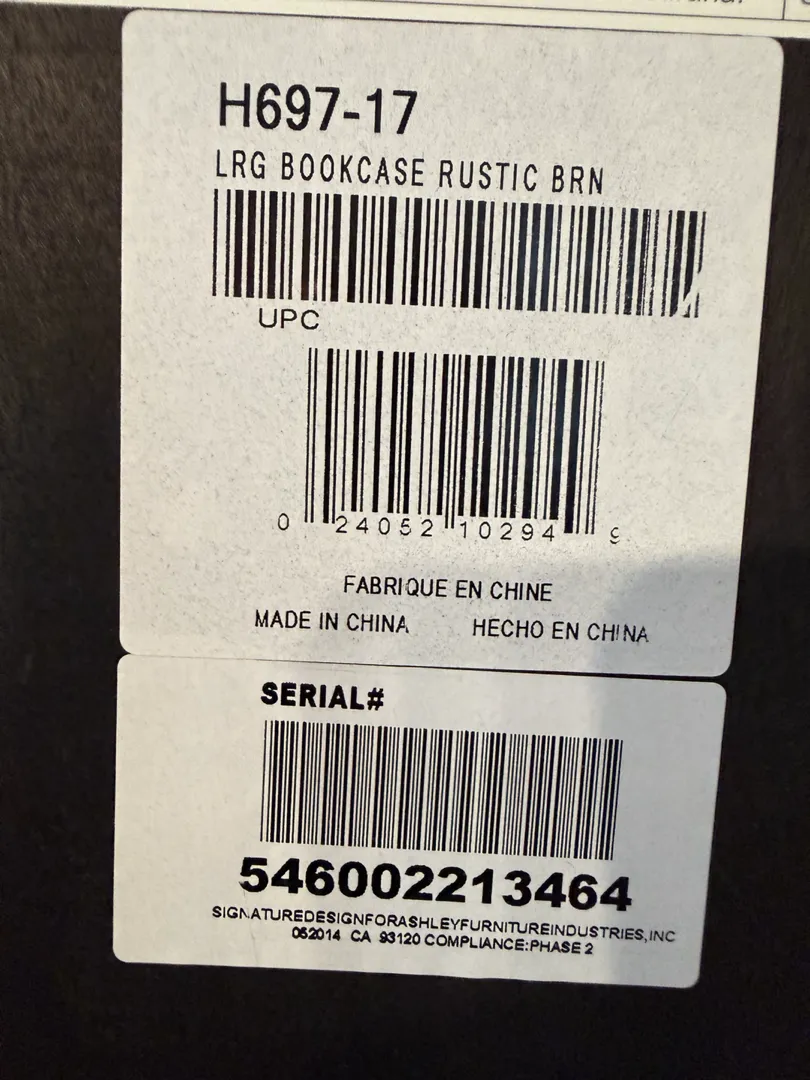 H697-17
LRG BOOKCASE RUSTIC BRN
UPC
0 24052 10294 9
FABRIQUE EN CHINE
MADE IN CHINA HECHO EN CHINA
SERIAL#
546002213464
SIGNATUREDESIGNFORASHLEYFURNITUREINDUSTRIES,INC
052014 CA 93120 COMPLIANCE:PHASE 2